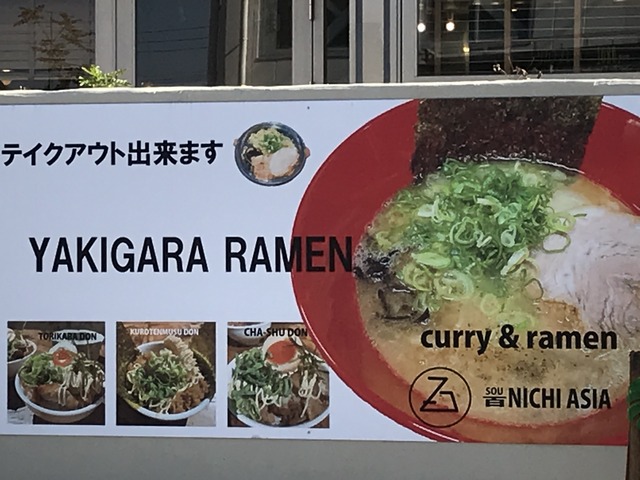 テイクアウト出来ます
YAKIGARA RAMEN
TORIKARA DON
KUROTENMUSU DON
CHA-SHU DON
curry & ramen
SOU
NICHI ASIA